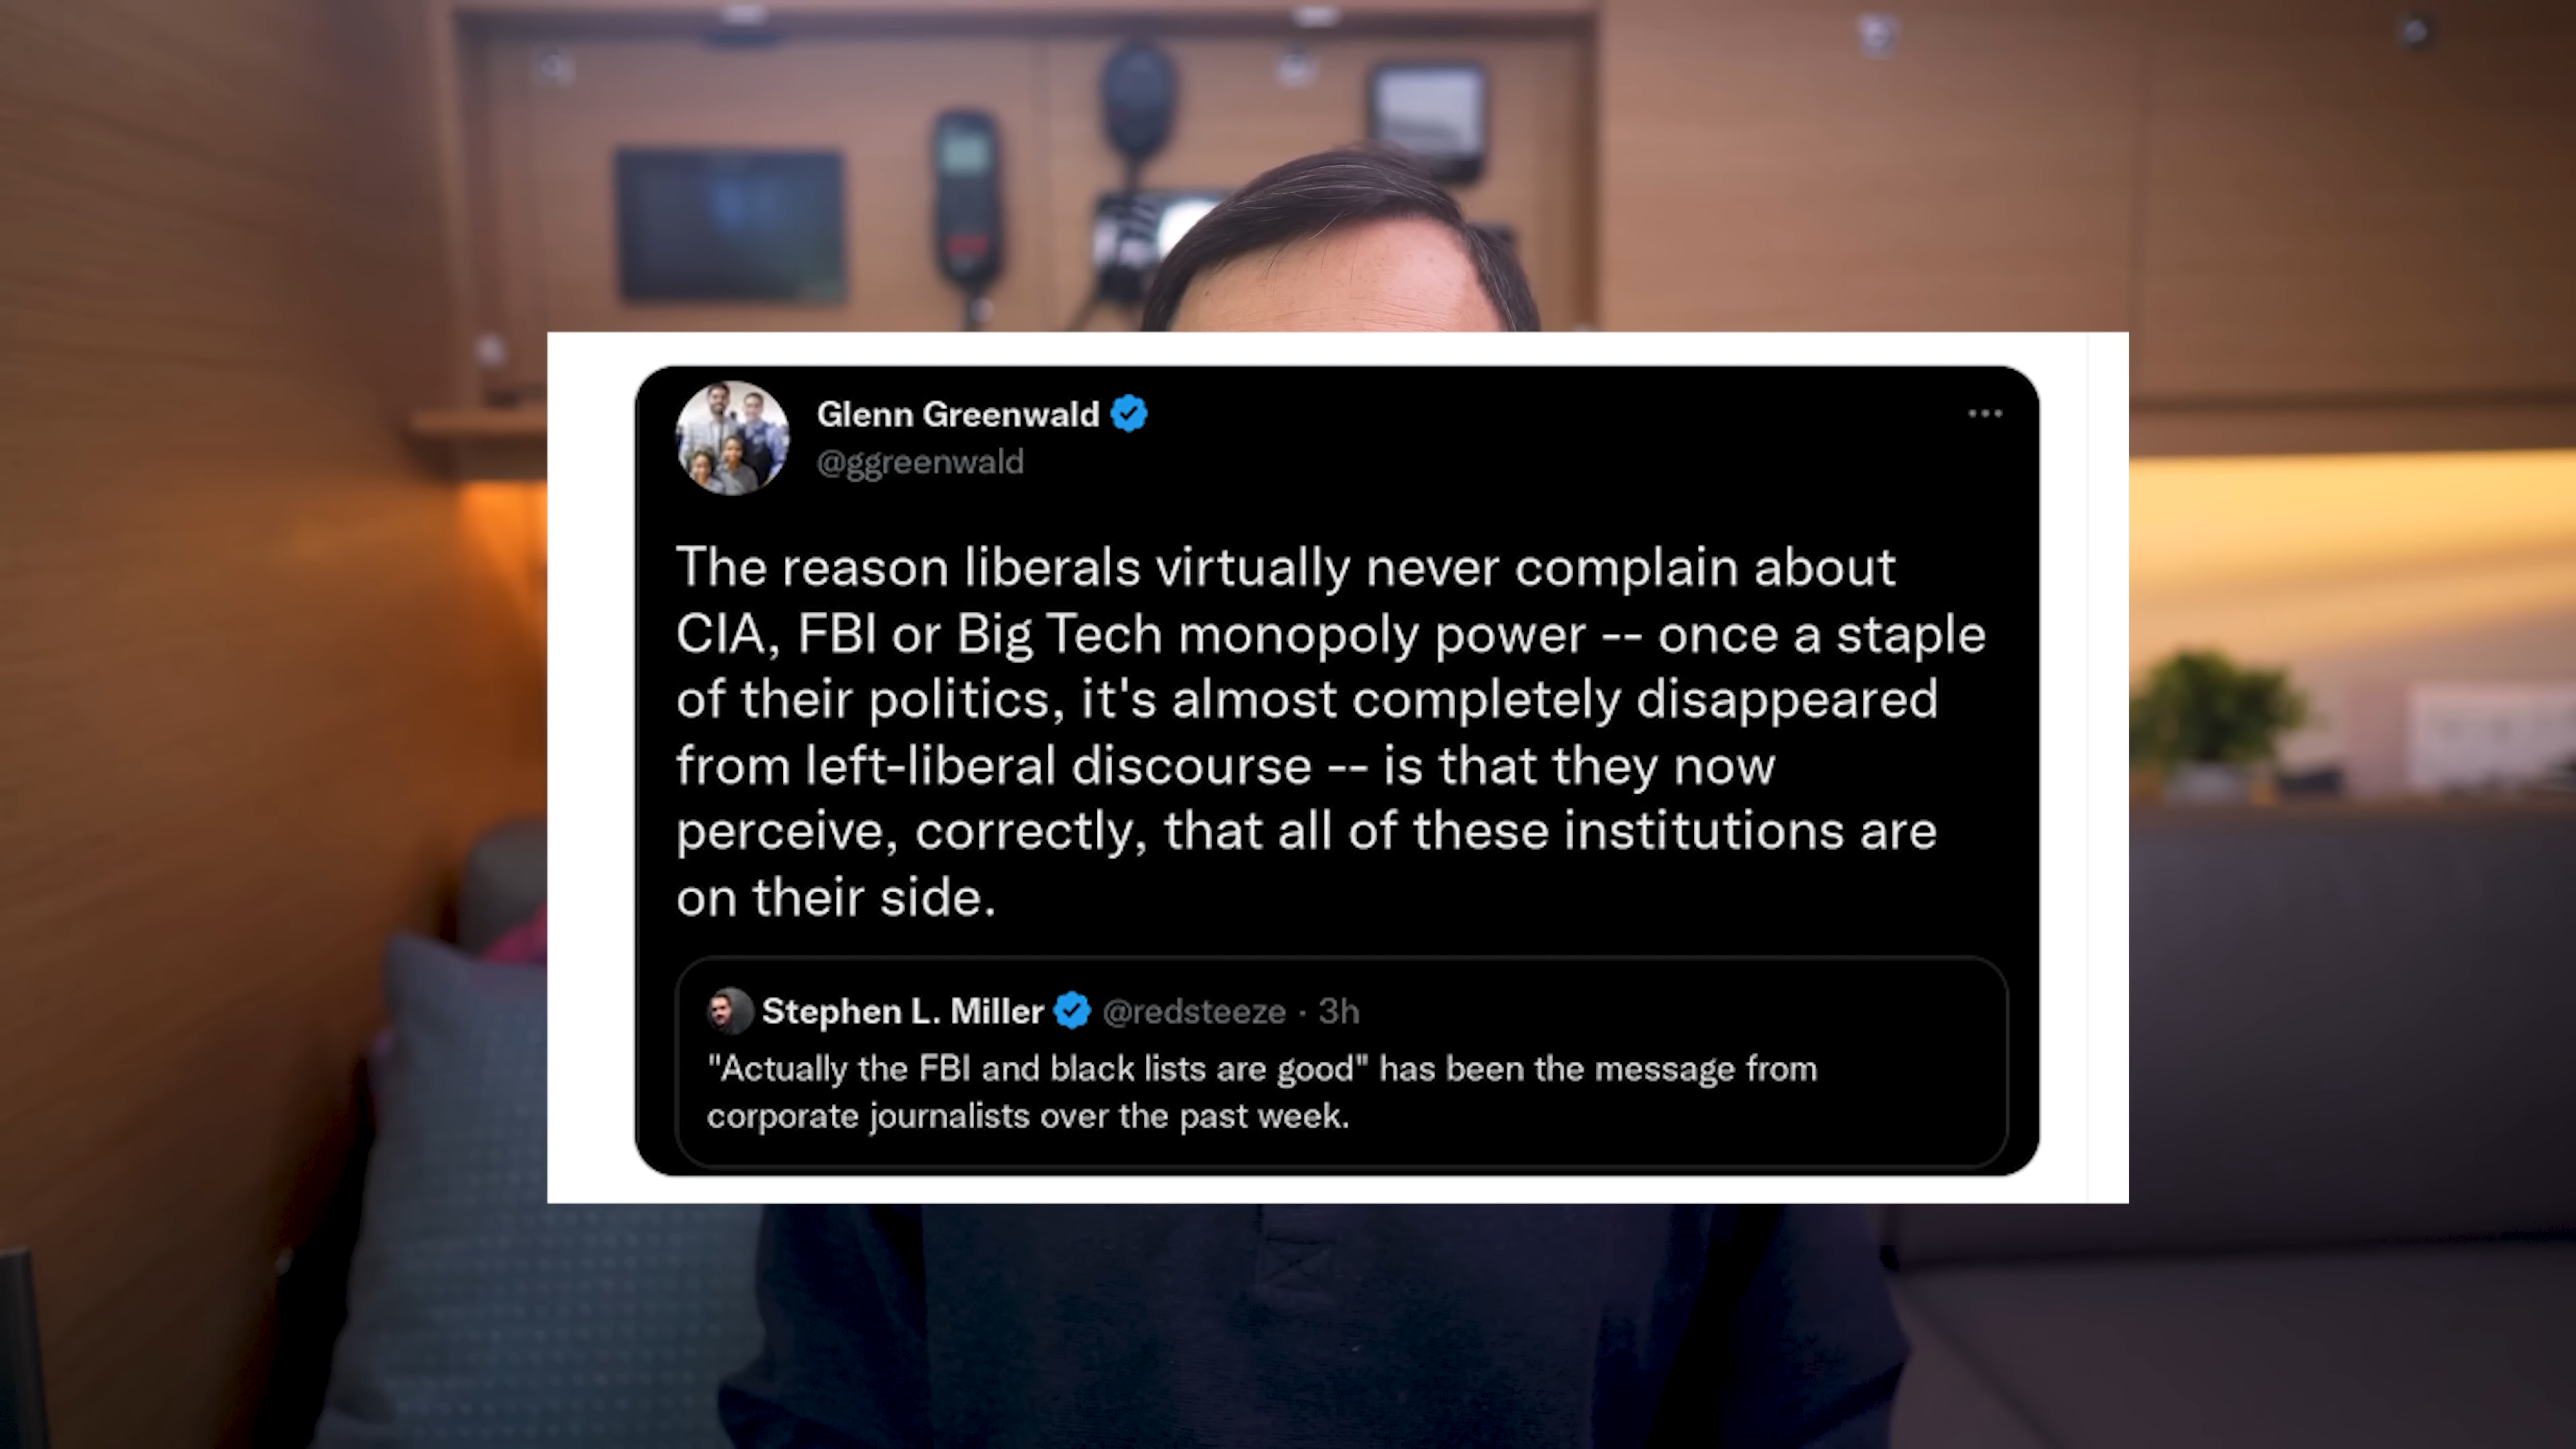 Glenn Greenwald
@ggreenwald
The reason liberals virtually never complain about
CIA, FBI or Big Tech monopoly power -- once a staple
of their politics, it's almost completely disappeared
from left-liberal discourse -- is that they now
perceive, correctly, that all of these institutions are
on their side.
Stephen L. Miller @redsteeze · 3h
"Actually the FBI and black lists are good" has been the message from
corporate journalists over the past week.